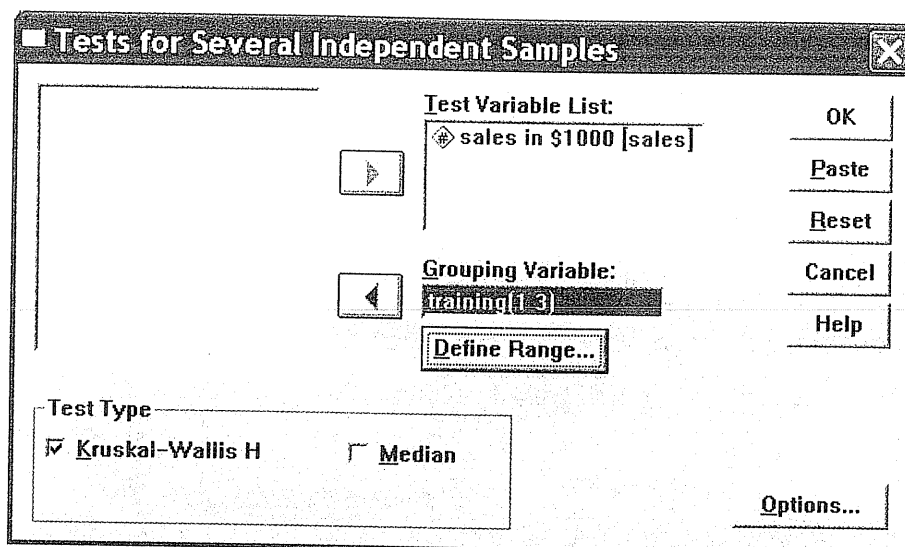 Tests for Several Independent Samples
Test Variable List:
sales in $1000 [sales]
OK
Paste
Reset
Cancel
Help
Grouping Variable:
training(1 3)
Define Range...
Test Type
Kruskal-Wallis H
Median
Options...